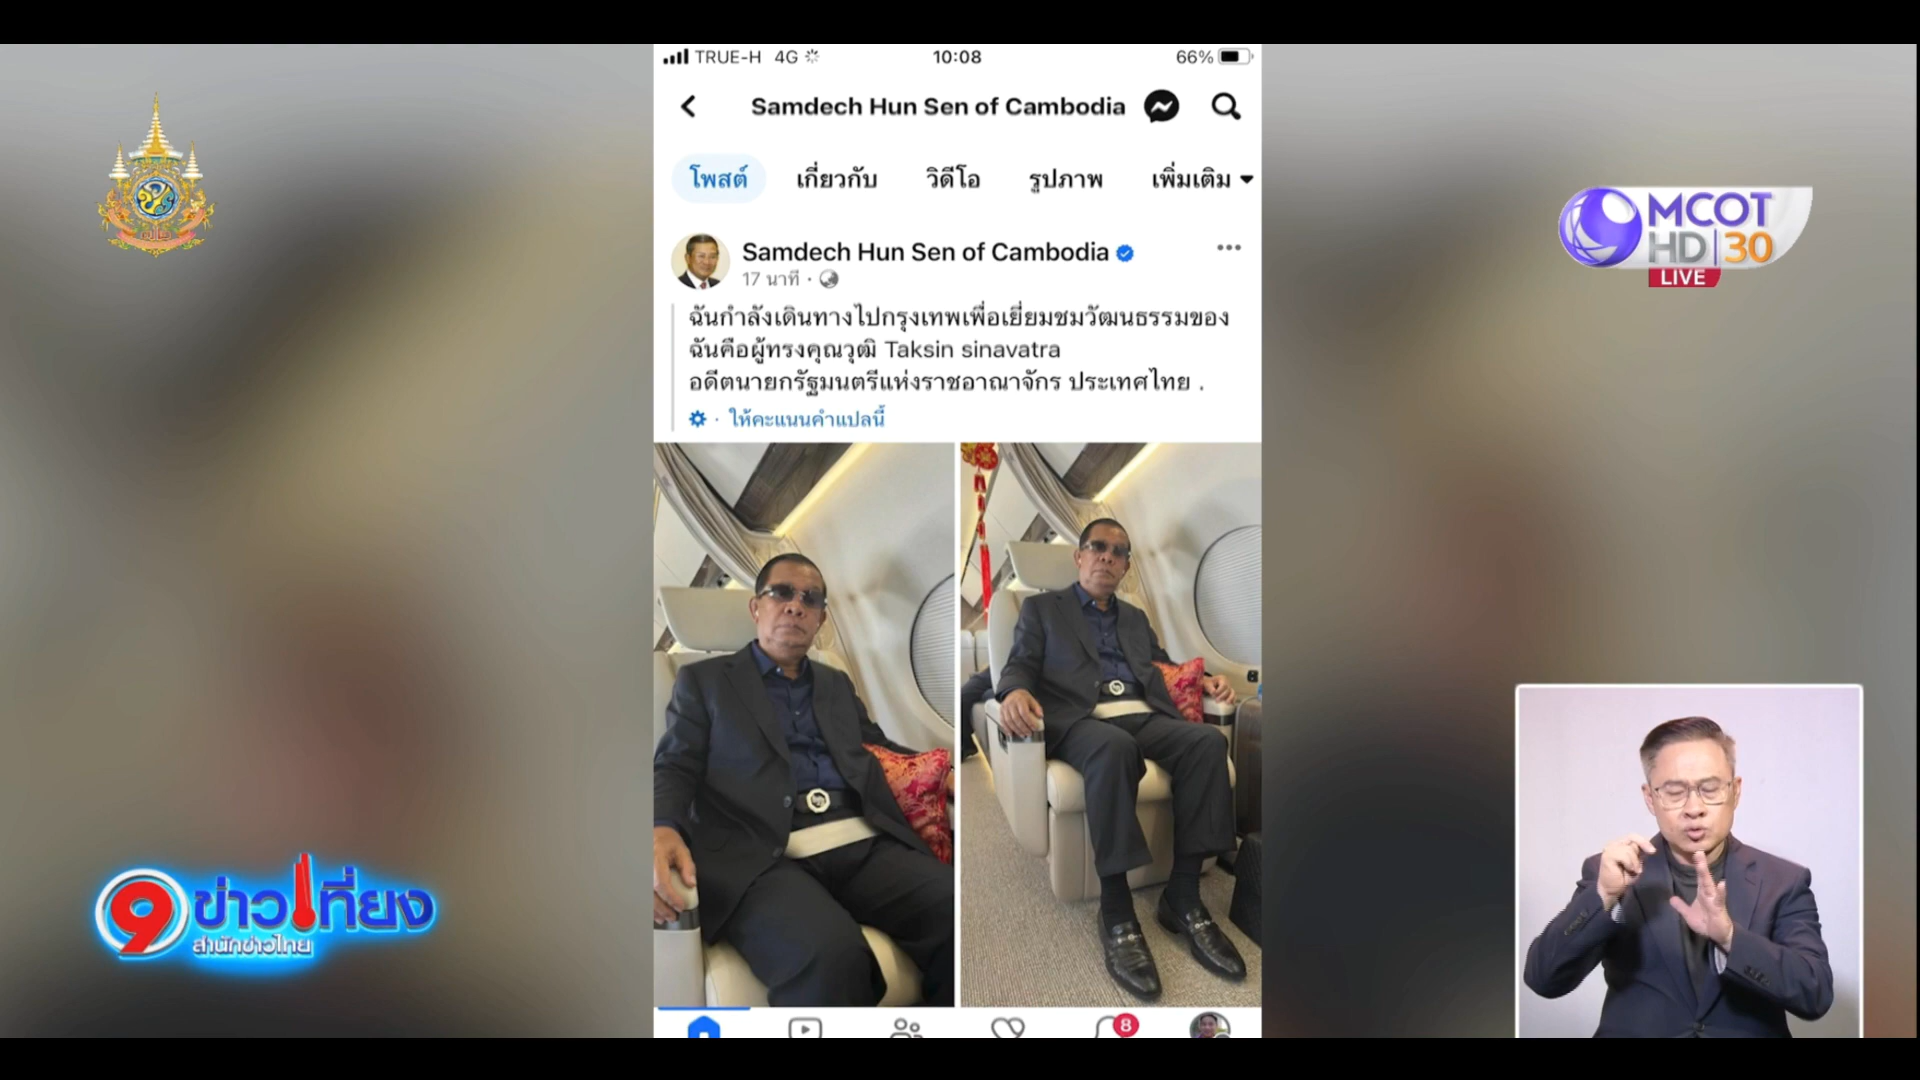 TRUE-H 4G 10:08 66%
Samdech Hun Sen of Cambodia
โพสต์ เกี่ยวกับ วิดีโอ รูปภาพ เพิ่มเติม
Samdech Hun Sen of Cambodia
17 นาที ·
ฉันกำลังเดินทางไปกรุงเทพเพื่อเยี่ยมชมวัฒนธรรมของ
ฉันคือผู้ทรงคุณวุฒิ Taksin sinavatra
อดีตนายกรัฐมนตรีแห่งราชอาณาจักร ประเทศไทย .
· ให้คะแนนคำแปลนี้
8
MCOT
HD 30
LIVE
9 ข่าวเที่ยง
สำนักข่าวไทย